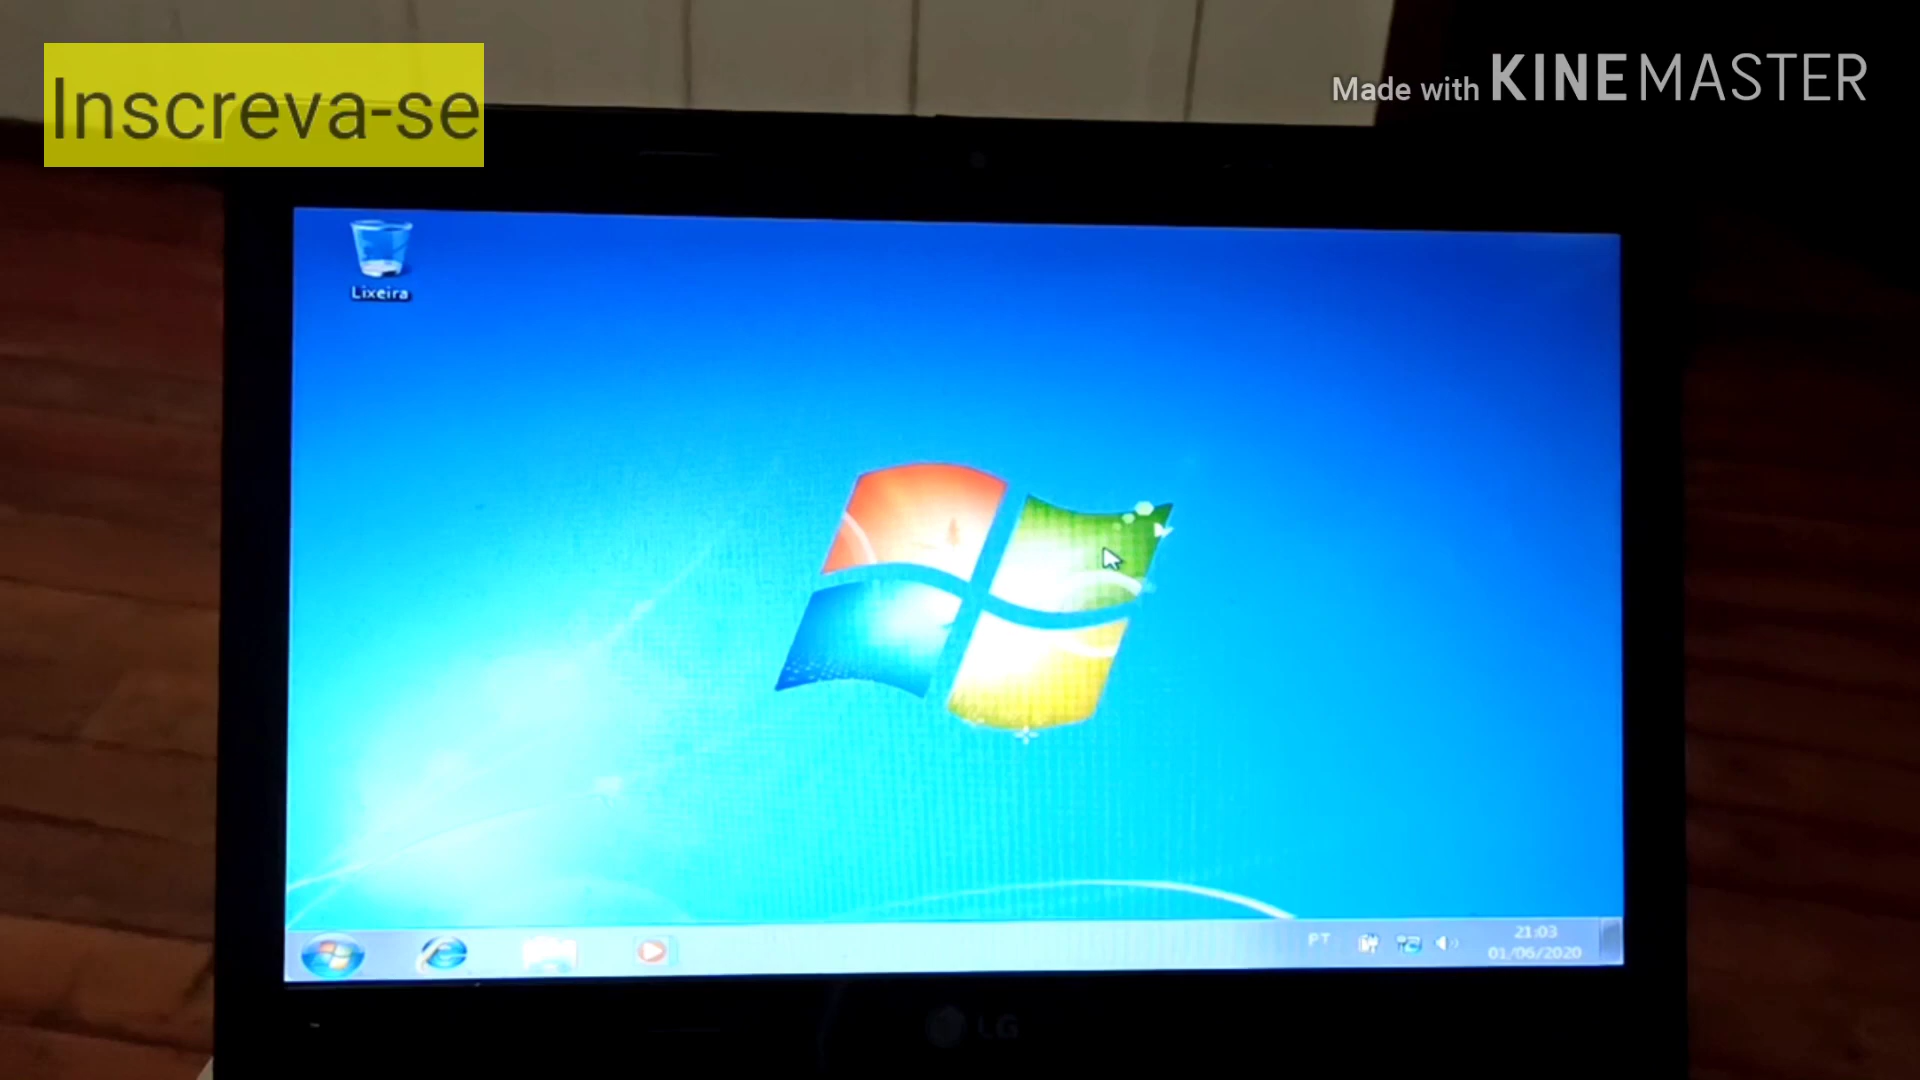 Inscreva-se
Made with KINEMASTER
Lixeira
PT
21:03
01/06/2020
LG